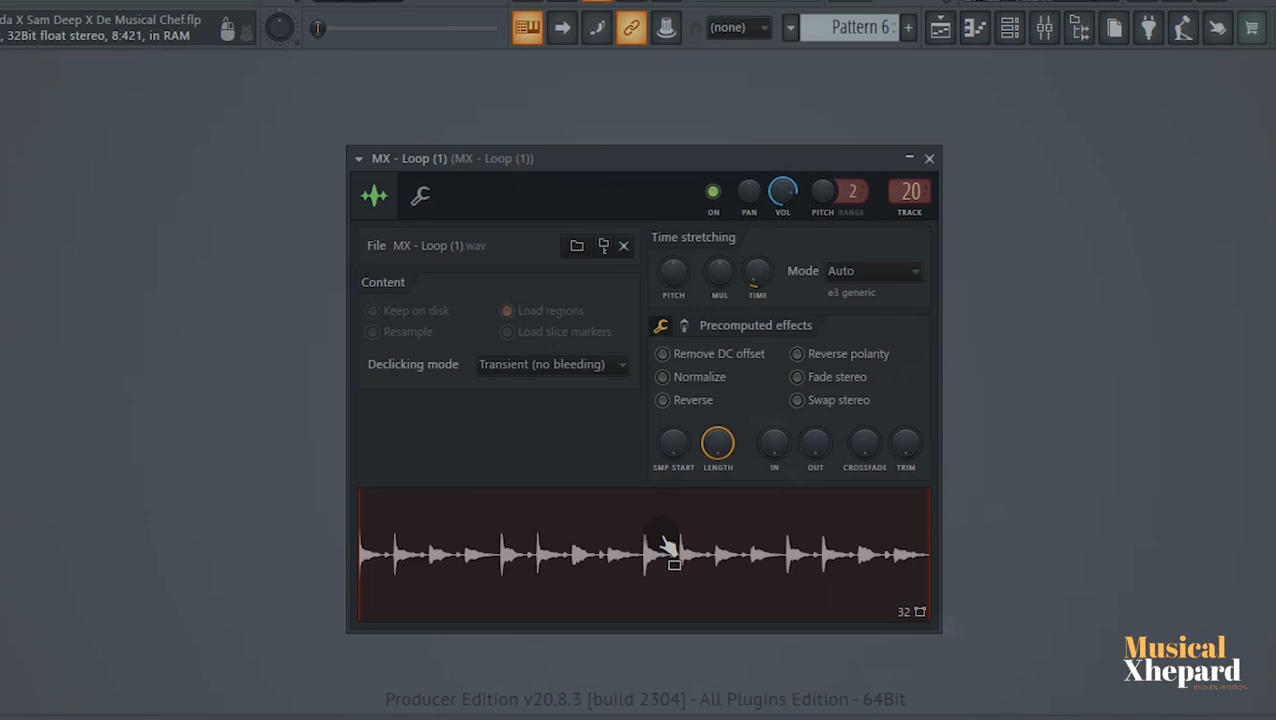 da X Sam Deep X De Musical Chef.flp
, 32Bit float stereo, 8:421, in RAM
(none)
Pattern 6
+
MX - Loop (1) (MX - Loop (1))
2
20
ON
PAN
VOL
PITCH
RANGE
TRACK
File
MX - Loop (1).wav
Time stretching
PITCH
MUL
TIME
Mode
Auto
e3 generic
Content
Keep on disk
Load regions
Resample
Load slice markers
Declicking mode
Transient (no bleeding)
Precomputed effects
Remove DC offset
Reverse polarity
Normalize
Fade stereo
Reverse
Swap stereo
SMP START
LENGTH
IN
OUT
CROSSFADE
TRIM
32
Musical
Xhepard
Producer Edition v20.8.3 [build 2304] - All Plugins Edition - 64Bit